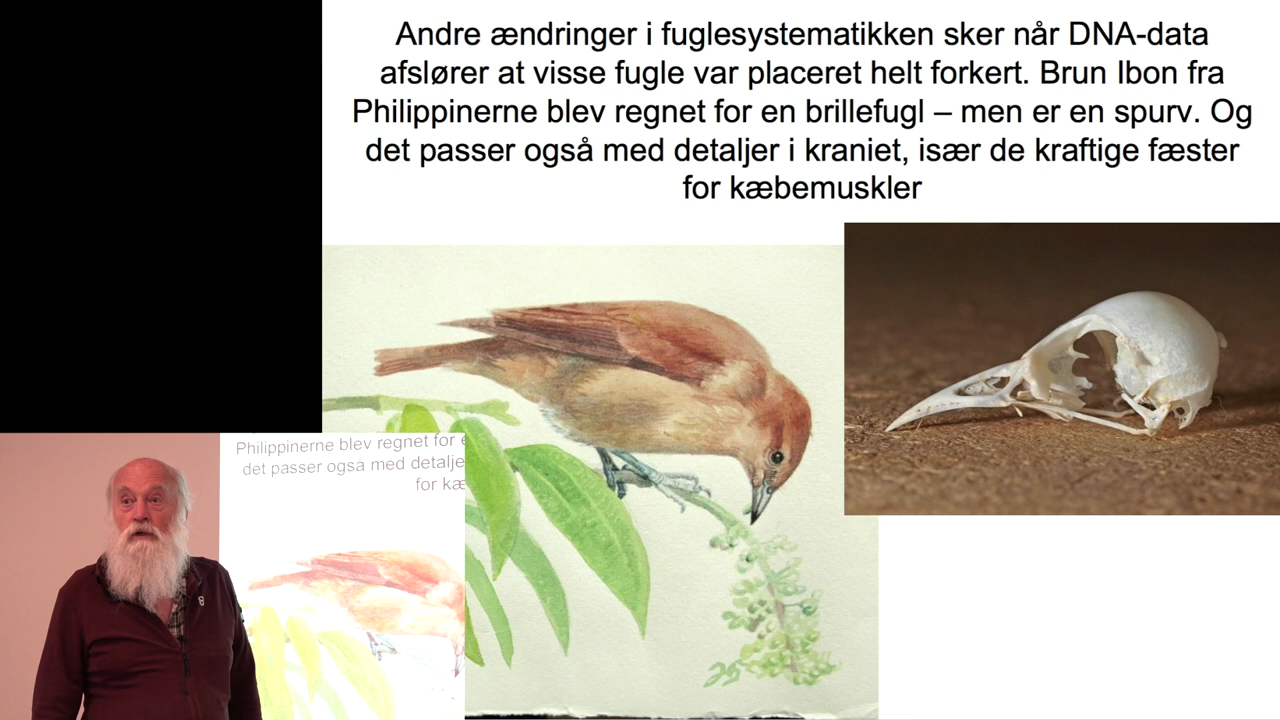 Andre ændringer i fuglesystematikken sker når DNA-data
afslører at visse fugle var placeret helt forkert. Brun Ibon fra
Philippinerne blev regnet for en brillefugl – men er en spurv. Og
det passer også med detaljer i kraniet, især de kraftige fæster
for kæbemuskler
Philippinerne blev regnet for e
det passer også med detalje
for kæ